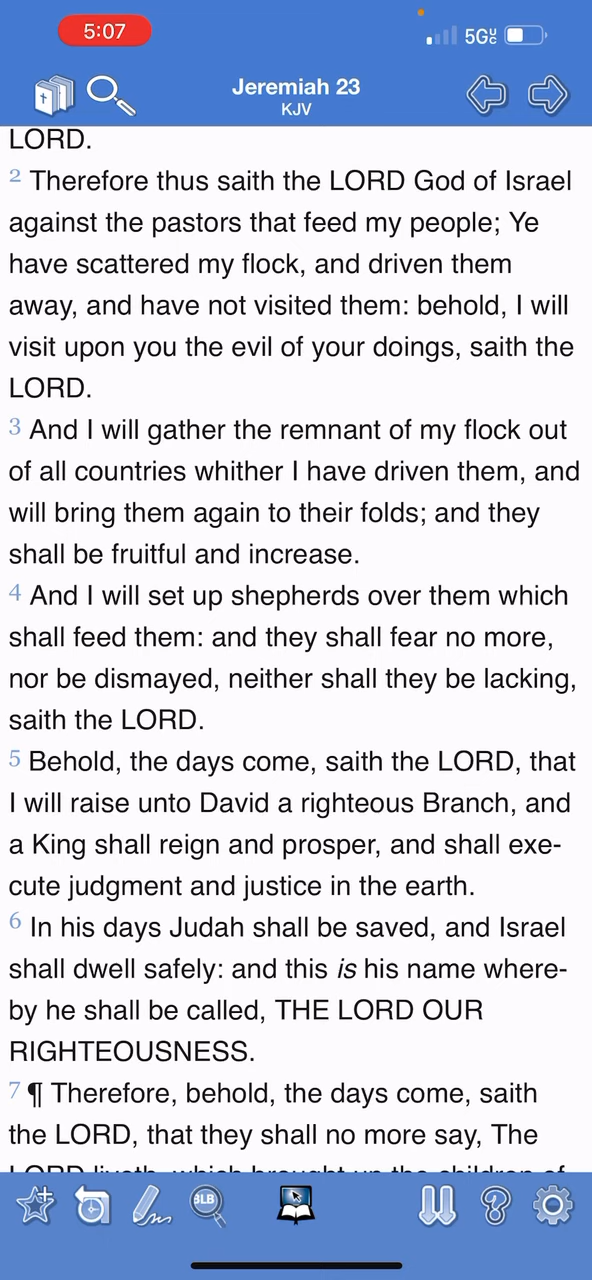 5:07
5G
Jeremiah 23
KJV
LORD.
2 Therefore thus saith the LORD God of Israel
against the pastors that feed my people; Ye
have scattered my flock, and driven them
away, and have not visited them: behold, I will
visit upon you the evil of your doings, saith the
LORD.
3 And I will gather the remnant of my flock out
of all countries whither I have driven them, and
will bring them again to their folds; and they
shall be fruitful and increase.
4 And I will set up shepherds over them which
shall feed them: and they shall fear no more,
nor be dismayed, neither shall they be lacking,
saith the LORD.
5 Behold, the days come, saith the LORD, that
I will raise unto David a righteous Branch, and
a King shall reign and prosper, and shall exe-
cute judgment and justice in the earth.
6 In his days Judah shall be saved, and Israel
shall dwell safely: and this is his name where-
by he shall be called, THE LORD OUR
RIGHTEOUSNESS.
7 ¶ Therefore, behold, the days come, saith
the LORD, that they shall no more say, The
LORD liveth, which brought up the children of
BLB